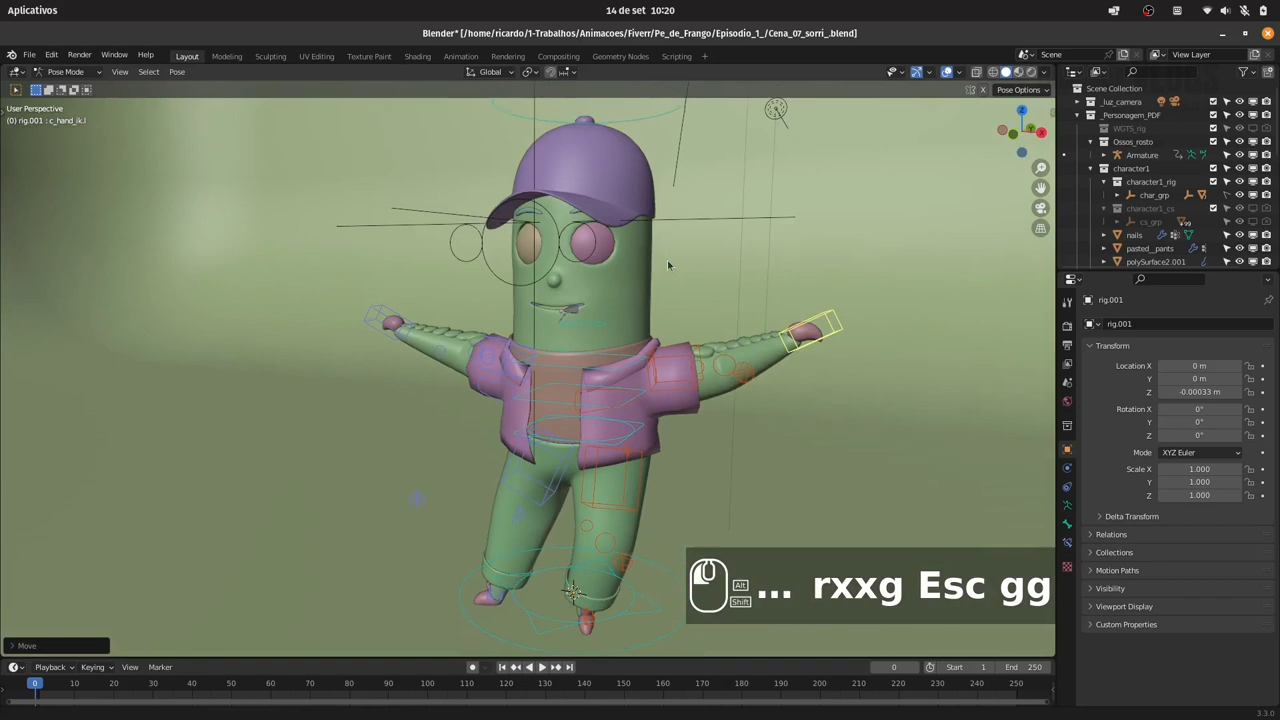 Aplicativos
14 de set  10:20
Blender* [/home/ricardo/1-Trabalhos/Animacoes/Fiverr/Pe_de_Frango/Episodio_1_/Cena_07_sorri_.blend]
File Edit Render Window Help Layout Modeling Sculpting UV Editing Texture Paint Shading Animation Rendering Compositing Geometry Nodes Scripting + Scene View Layer
Pose Mode View Select Pose Global
X Pose Options
User Perspective
(0) rig.001 : c_hand_ik.l
Z
Y
X
Scene Collection
_luz_camera
_Personagem_PDF
WGTS_rig
Ossos_rosto
Armature
character1
character1_rig
char_grp
character1_cs
cs_grp
nails
pasted__pants
polySurface2.001
rig.001
rig.001
Transform
Location X 0 m
Y 0 m
Z -0.00033 m
Rotation X 0°
Y 0°
Z 0°
Mode XYZ Euler
Scale X 1.000
Y 1.000
Z 1.000
Delta Transform
Relations
Collections
Motion Paths
Visibility
Viewport Display
Custom Properties
Alt
Shift
... rxxg Esc gg
Move
Playback Keying View Marker 0 Start 1 End 250
0 10 20 30 40 50 60 70 80 90 100 110 120 130 140 150 160 170 180 190 200 210 220 230 240 250
3.3.0